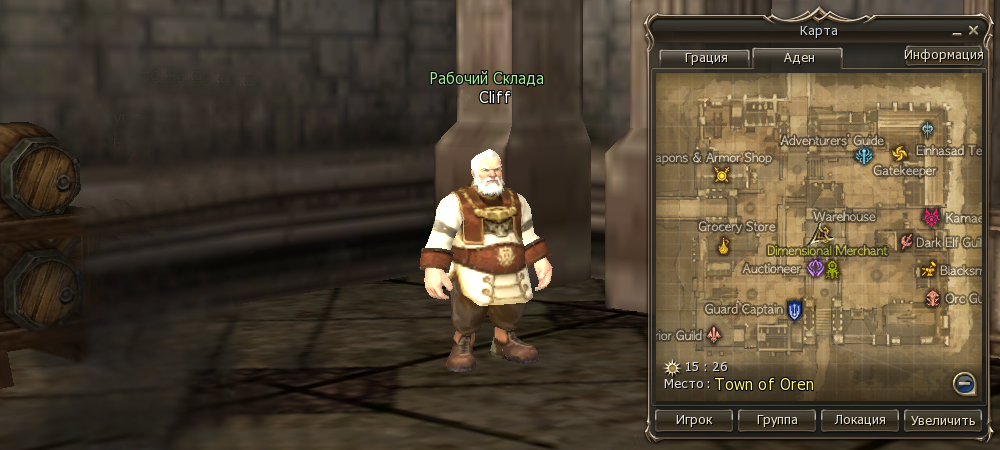 Рабочий Склада
Cliff
Карта
Грация
Аден
Информация
Adventurers' Guide
Einhasad Te
apons & Armor Shop
Gatekeeper
Warehouse
Kamae
Grocery Store
Dark Elf Guil
Dimensional Merchant
Auctioneer
Blacksm
Orc Gu
Guard Captain
rior Guild
15 : 26
Место : Town of Oren
Игрок
Группа
Локация
Увеличить